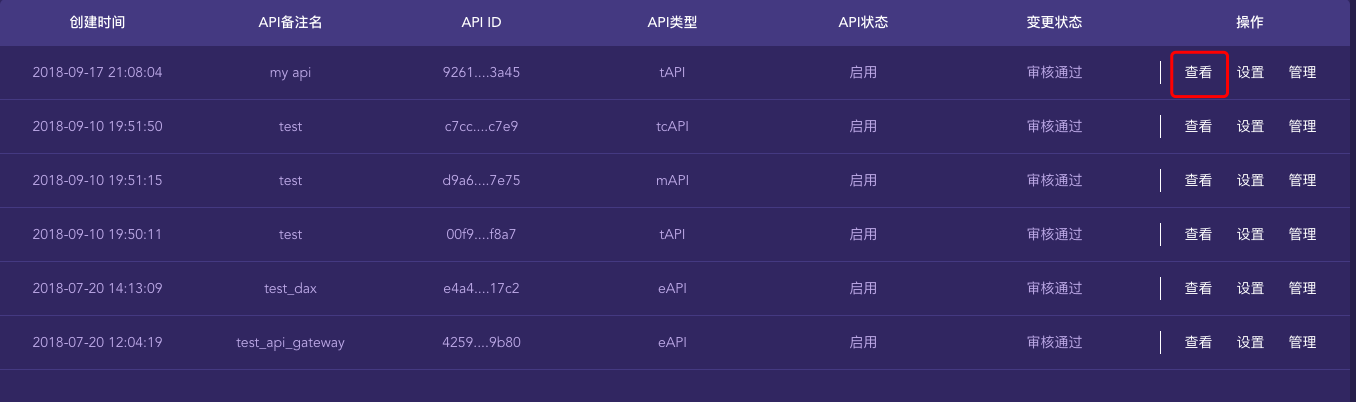 创建时间 API备注名 API ID API类型 API状态 变更状态 操作
2018-09-17 21:08:04 my api 9261....3a45 tAPI 启用 审核通过 查看 设置 管理
2018-09-10 19:51:50 test c7cc....c7e9 tcAPI 启用 审核通过 查看 设置 管理
2018-09-10 19:51:15 test d9a6....7e75 mAPI 启用 审核通过 查看 设置 管理
2018-09-10 19:50:11 test 00f9....f8a7 tAPI 启用 审核通过 查看 设置 管理
2018-07-20 14:13:09 test_dax e4a4....17c2 eAPI 启用 审核通过 查看 设置 管理
2018-07-20 12:04:19 test_api_gateway 4259....9b80 eAPI 启用 审核通过 查看 设置 管理